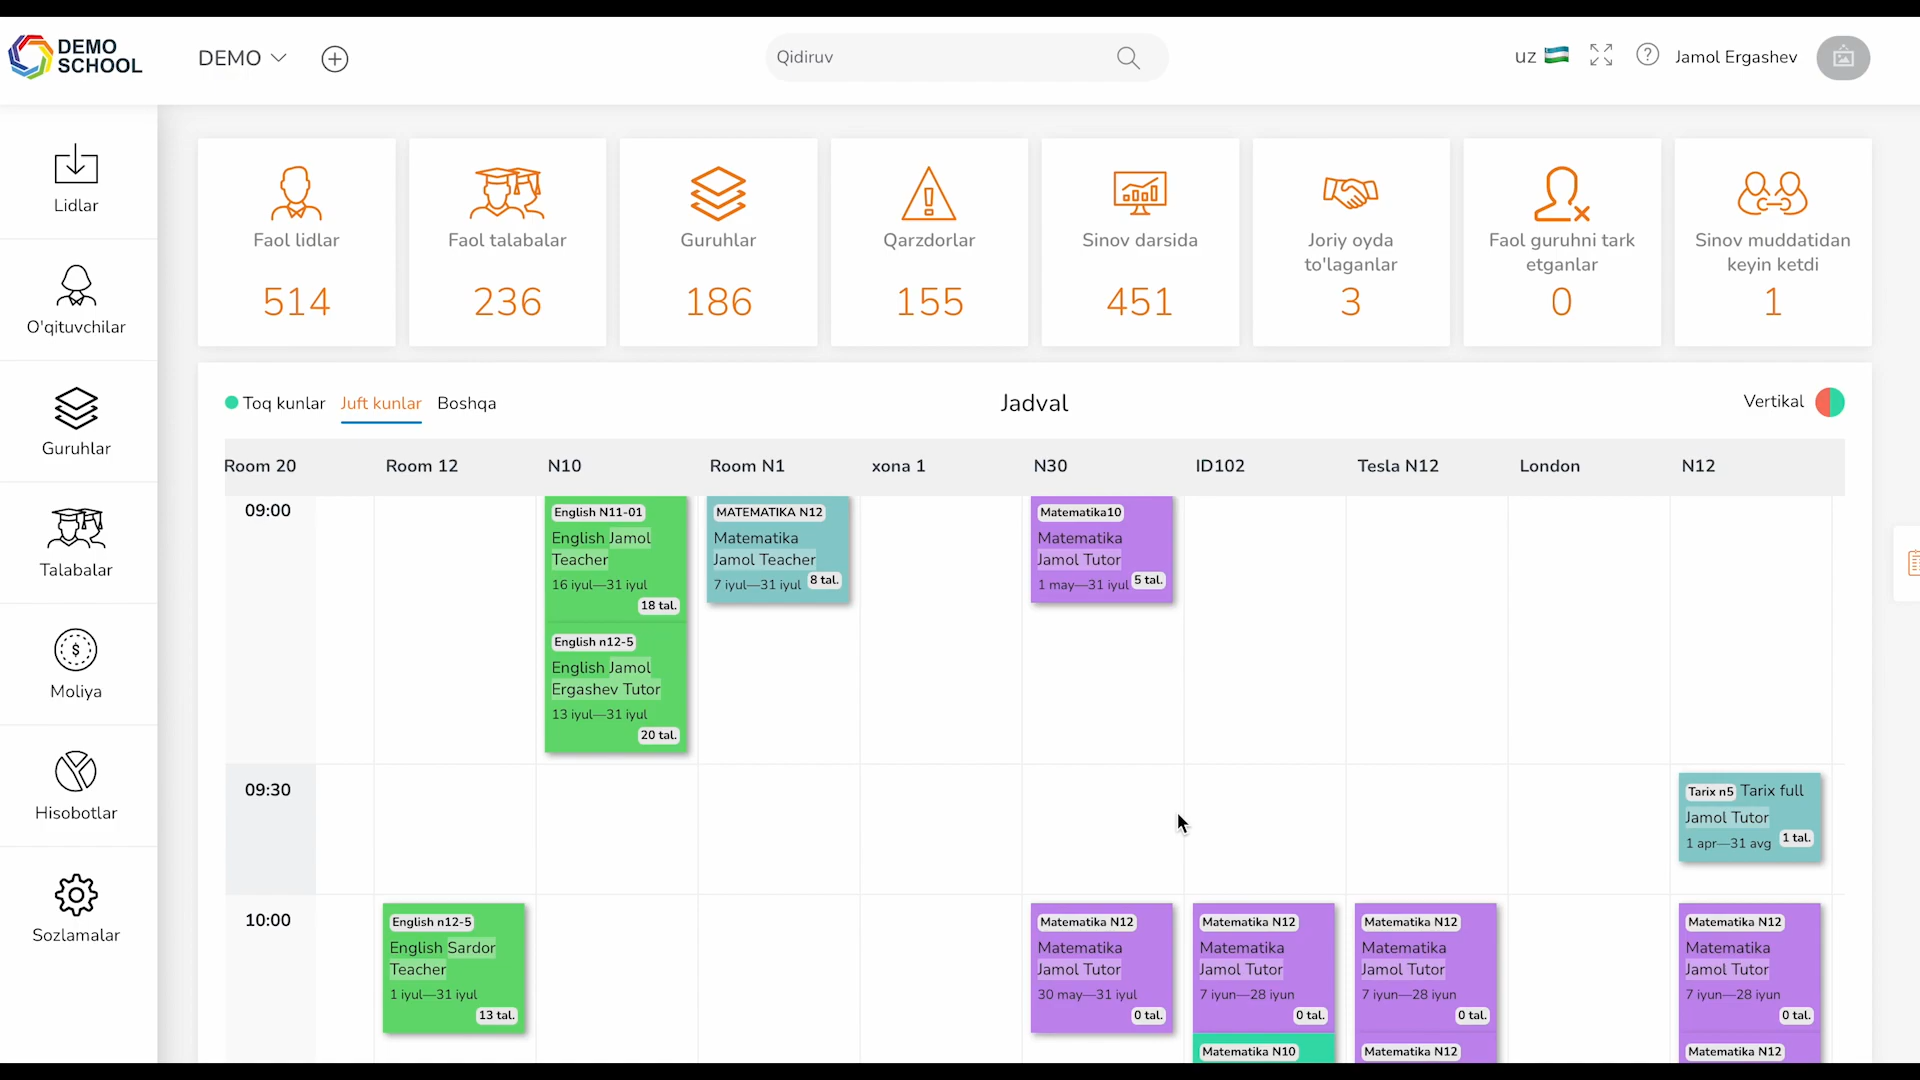 DEMO
SCHOOL
DEMO
Qidiruv
uz
Jamol Ergashev
Lidlar
O'qituvchilar
Guruhlar
Talabalar
Moliya
Hisobotlar
Sozlamalar
Faol lidlar
514
Faol talabalar
236
Guruhlar
186
Qarzdorlar
155
Sinov darsida
451
Joriy oyda
to'laganlar
3
Faol guruhni tark
etganlar
0
Sinov muddatidan
keyin ketdi
1
Toq kunlar Juft kunlar Boshqa
Jadval
Vertikal
Room 20 Room 12 N10 Room N1 xona 1 N30 ID102 Tesla N12 London N12
09:00
English N11-01
English Jamol
Teacher
16 iyul—31 iyul
18 tal.
English n12-5
English Jamol
Ergashev Tutor
13 iyul—31 iyul
20 tal.
MATEMATIKA N12
Matematika
Jamol Teacher
7 iyul—31 iyul 8 tal.
Matematika10
Matematika
Jamol Tutor
1 may—31 iyul 5 tal.
09:30
Tarix n5 Tarix full
Jamol Tutor
1 apr—31 avg 1 tal.
10:00
English n12-5
English Sardor
Teacher
1 iyul—31 iyul
13 tal.
Matematika N12
Matematika
Jamol Tutor
30 may—31 iyul
0 tal.
Matematika N12
Matematika
Jamol Tutor
7 iyun—28 iyun
0 tal.
Matematika N10
Matematika N12
Matematika
Jamol Tutor
7 iyun—28 iyun
0 tal.
Matematika N12
Matematika N12
Matematika
Jamol Tutor
7 iyun—28 iyun
0 tal.
Matematika N12